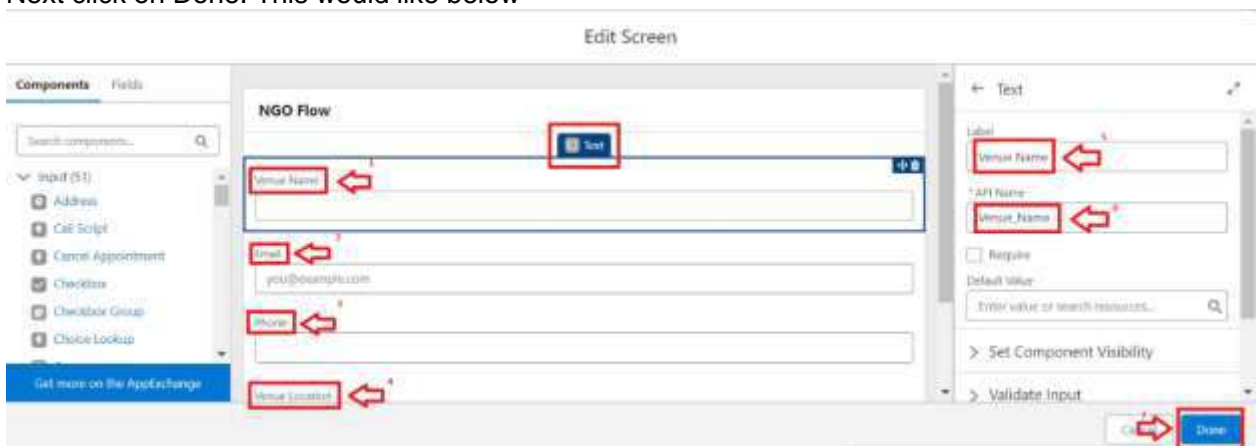 Next click on Done. This would like below
Edit Screen
Components Fields
Search components...
Input (51)
Address
Call Script
Cancel Appointment
Checkbox
Checkbox Group
Choice Lookup
Get more on the AppExchange
NGO Flow
Text
Venue Name
1
Email
you@example.com
Phone
Venue Location
4
Text
Label
Venue Name
5
* API Name
Venue_Name
Require
Default Value
Enter value or search resources...
Set Component Visibility
Validate Input
Done